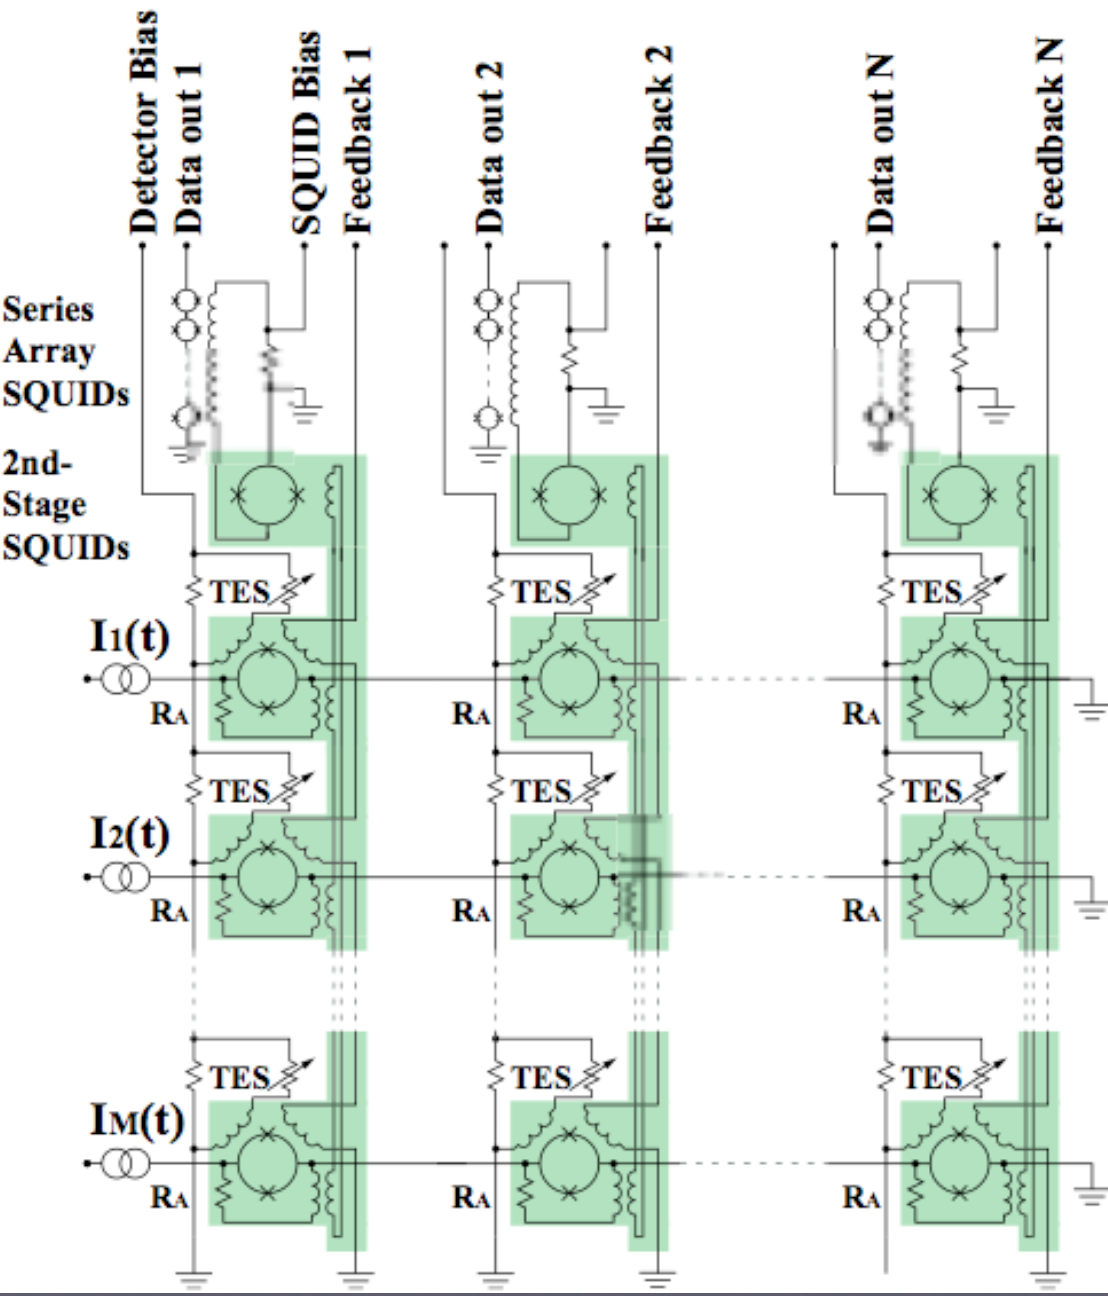 Detector Bias
Data out 1
SQUID Bias
Feedback 1
Data out 2
Feedback 2
Data out N
Feedback N
Series
Array
SQUIDs
2nd-
Stage
SQUIDs
TES
TES
TES
I1(t)
RA
RA
RA
TES
TES
TES
I2(t)
RA
RA
RA
TES
TES
TES
IM(t)
RA
RA
RA